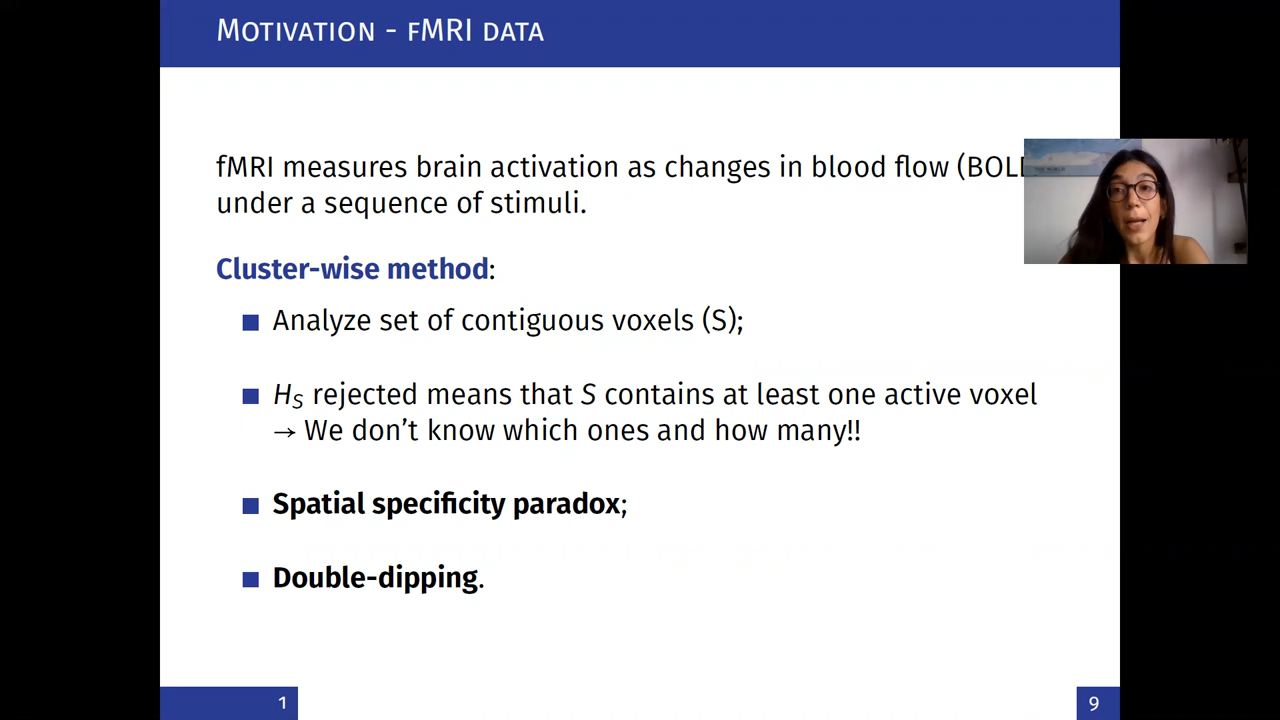 Motivation - fMRI data
fMRI measures brain activation as changes in blood flow
under a sequence of stimuli.
Cluster-wise method:
Analyze set of contiguous voxels (S);
H_S rejected means that S contains at least one active voxel
→ We don't know which ones and how many!!
Spatial specificity paradox;
Double-dipping.
1
9